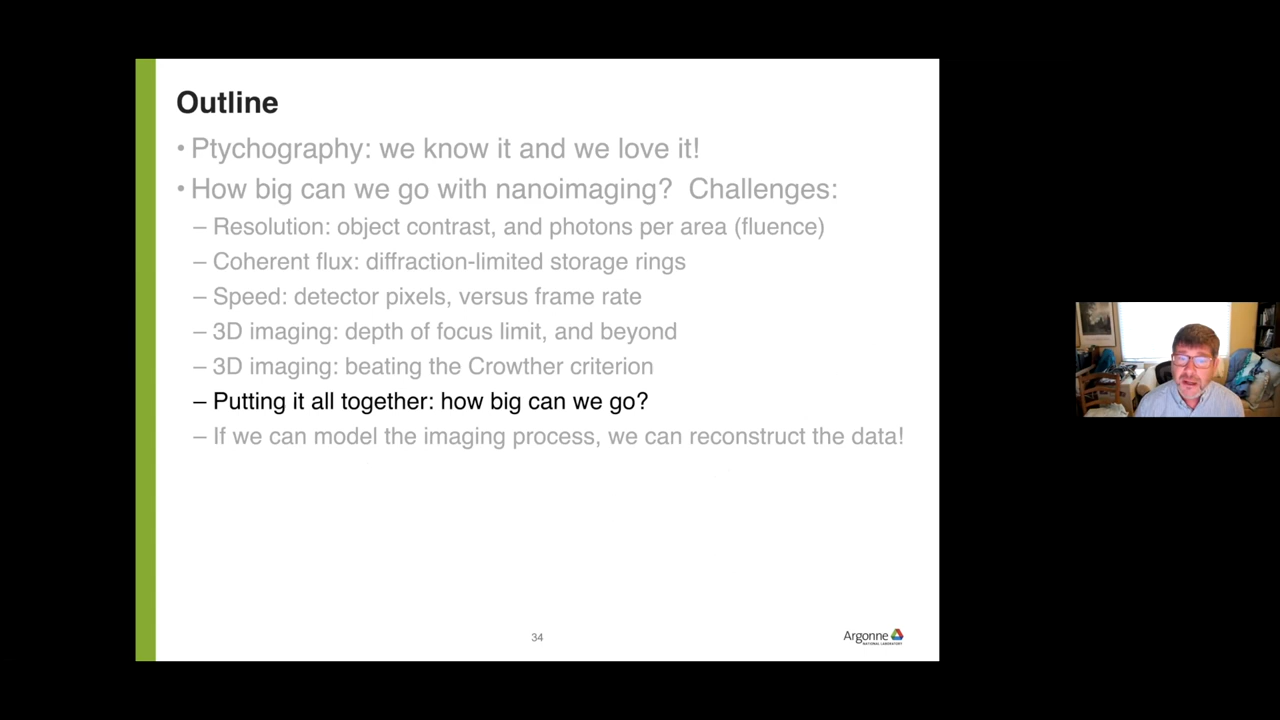 Outline
• Ptychography: we know it and we love it!
• How big can we go with nanoimaging?  Challenges:
– Resolution: object contrast, and photons per area (fluence)
– Coherent flux: diffraction-limited storage rings
– Speed: detector pixels, versus frame rate
– 3D imaging: depth of focus limit, and beyond
– 3D imaging: beating the Crowther criterion
– Putting it all together: how big can we go?
– If we can model the imaging process, we can reconstruct the data!
34
Argonne
NATIONAL LABORATORY